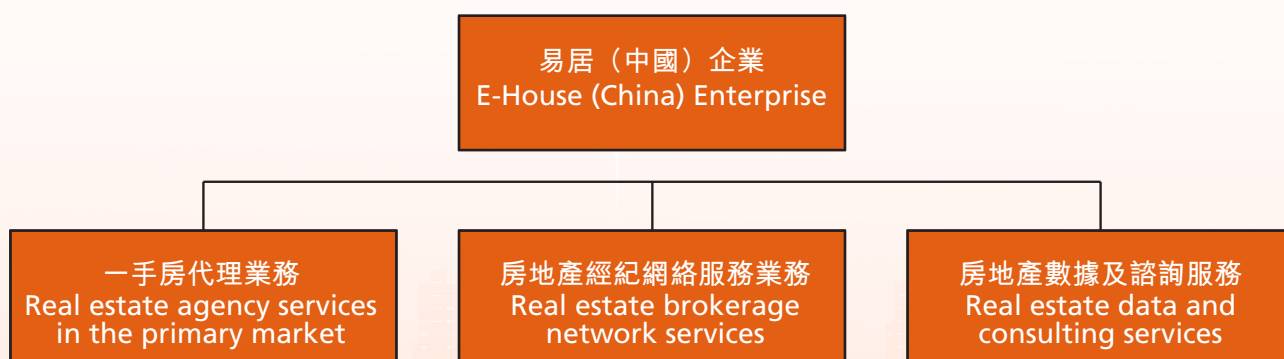 易居（中國）企業
E-House (China) Enterprise
一手房代理業務
Real estate agency services
in the primary market
房地產經紀網絡服務業務
Real estate brokerage
network services
房地產數據及諮詢服務
Real estate data and
consulting services